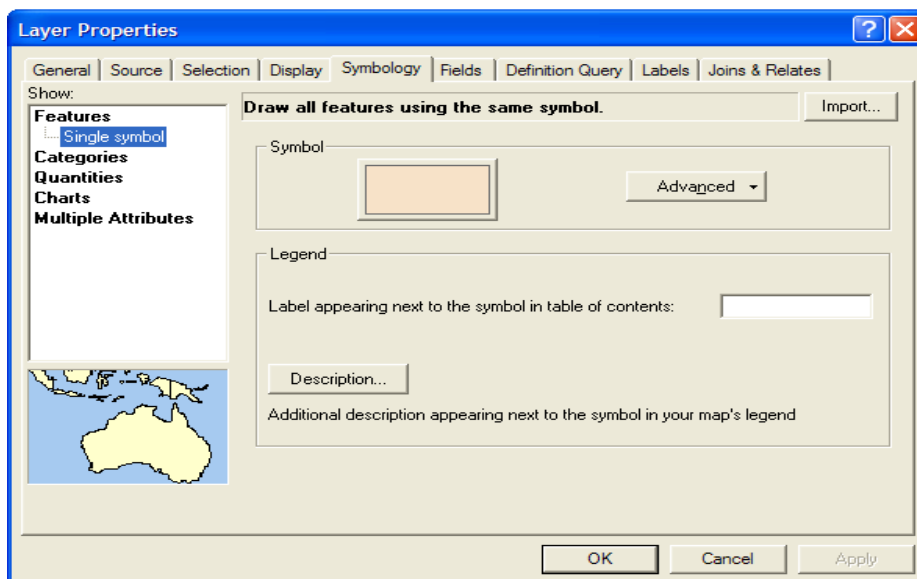 Layer Properties
General Source Selection Display Symbology Fields Definition Query Labels Joins & Relates
Show:
Features
Single symbol
Categories
Quantities
Charts
Multiple Attributes
Draw all features using the same symbol.
Import...
Symbol
Advanced
Legend
Label appearing next to the symbol in table of contents:
Description...
Additional description appearing next to the symbol in your map's legend
OK Cancel Apply